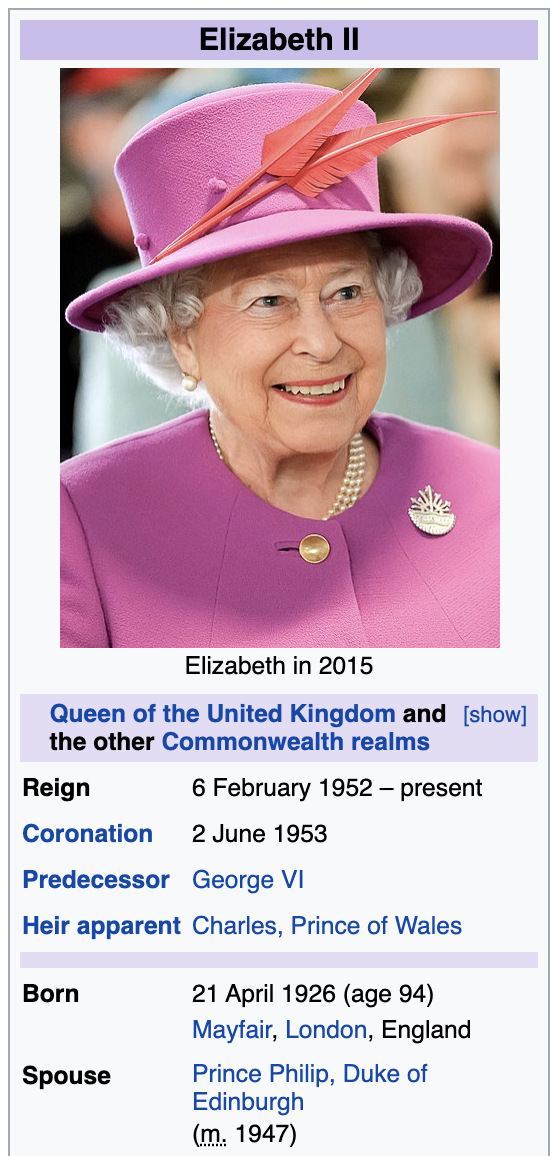 Elizabeth II
Elizabeth in 2015
Queen of the United Kingdom and [show]
the other Commonwealth realms
Reign 6 February 1952 – present
Coronation 2 June 1953
Predecessor George VI
Heir apparent Charles, Prince of Wales
Born 21 April 1926 (age 94)
Mayfair, London, England
Spouse Prince Philip, Duke of
Edinburgh
(m. 1947)